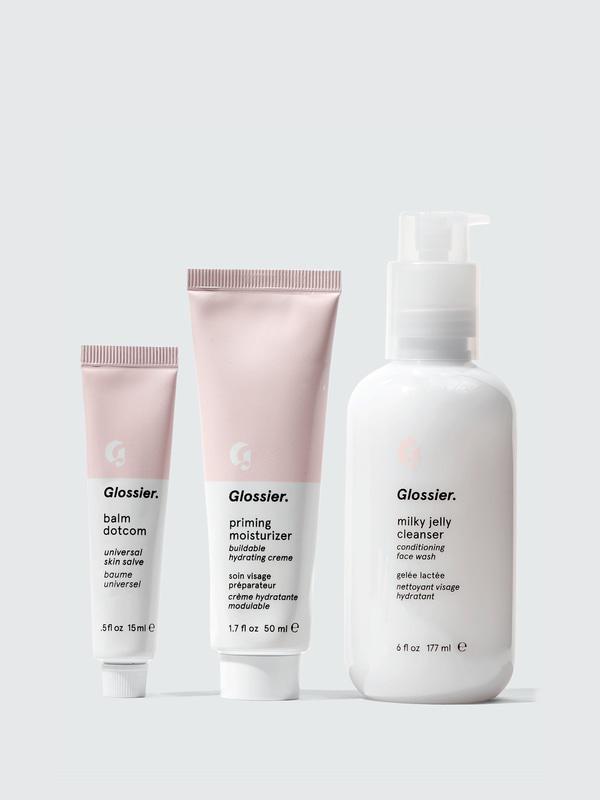 Glossier.
balm
dotcom
universal
skin salve
baume
universel
.5fl oz 15ml ℮
Glossier.
priming
moisturizer
buildable
hydrating creme
soin visage
préparateur
crème hydratante
modulable
1.7 fl oz 50 ml ℮
Glossier.
milky jelly
cleanser
conditioning
face wash
gelée lactée
nettoyant visage
hydratant
6 fl oz 177 ml ℮